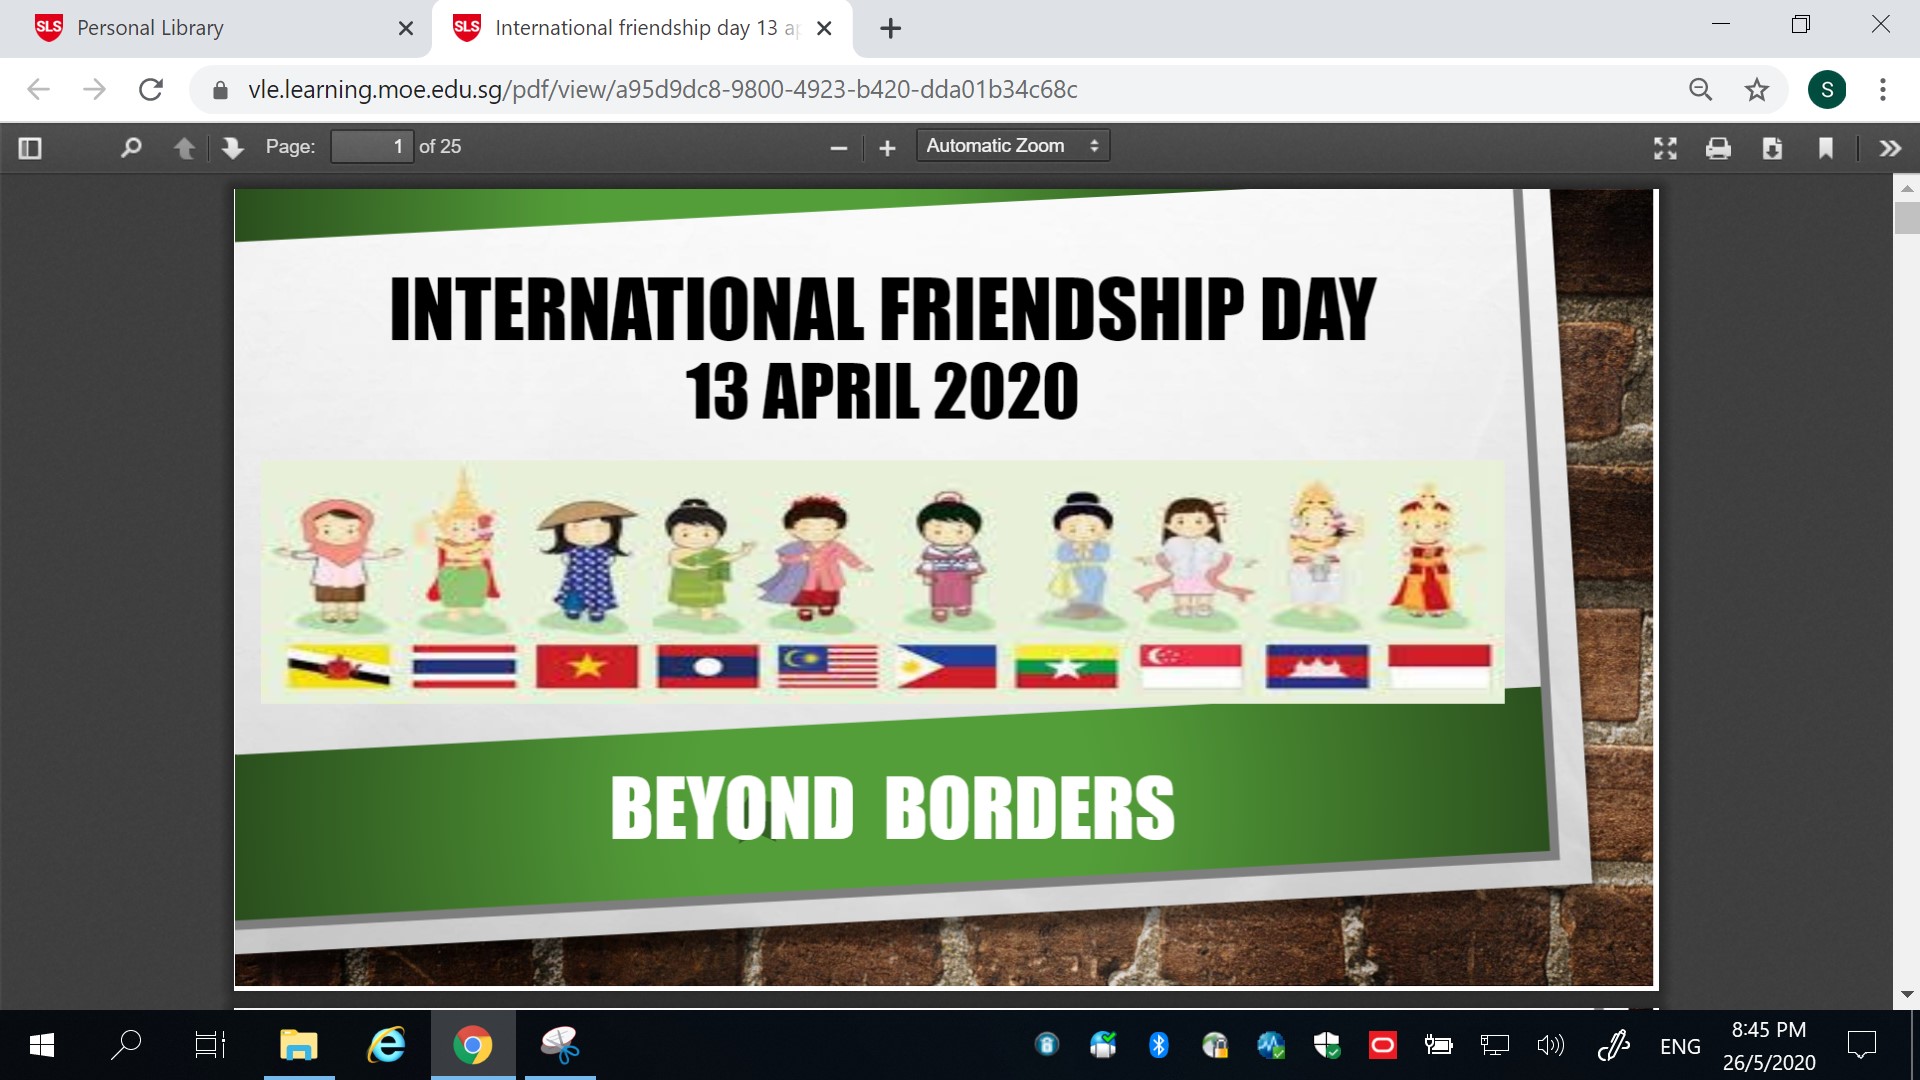 SLS Personal Library
SLS International friendship day 13 ap
vle.learning.moe.edu.sg/pdf/view/a95d9dc8-9800-4923-b420-dda01b34c68c
S
Page: 1 of 25
Automatic Zoom
INTERNATIONAL FRIENDSHIP DAY
13 APRIL 2020
BEYOND BORDERS
ENG
8:45 PM
26/5/2020